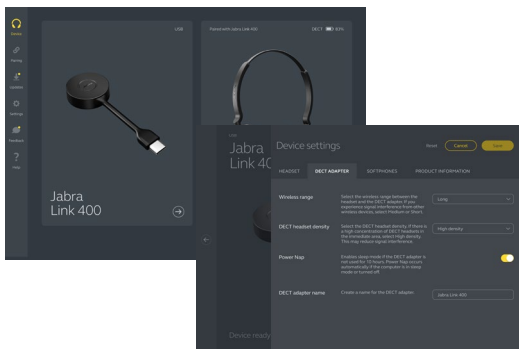 Device
USB
Paired with Jabra Link 400
DECT
83%
Pairing
Updates
Settings
Feedback
?
Help
Jabra
Link 400
USB
Jabra
Link 40
Device ready
Device settings
Reset
Cancel
Save
HEADSET
DECT ADAPTER
SOFTPHONES
PRODUCT INFORMATION
Wireless range
Select the wireless range between the
headset and the DECT adapter. If you
experience signal interference from other
wireless devices, select Medium or Short.
Long
DECT headset density
Select the DECT headset density. If there is
a high concentration of DECT headsets in
the immediate area, select High density.
This may reduce signal interference.
High density
Power Nap
Enables sleep mode if the DECT adapter is
not used for 10 hours. Power Nap occurs
automatically if the computer is in sleep
mode or turned off.
DECT adapter name
Create a name for the DECT adapter.
Jabra Link 400